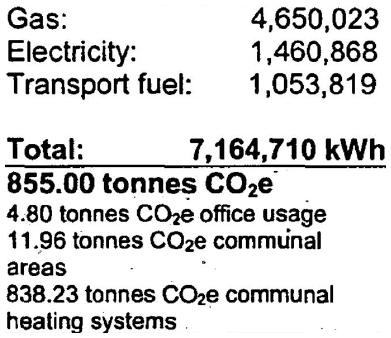 Gas: 4,650,023
Electricity: 1,460,868
Transport fuel: 1,053,819
Total: 7,164,710 kWh
855.00 tonnes CO₂e
4.80 tonnes CO₂e office usage
11.96 tonnes CO₂e communal
areas
838.23 tonnes CO₂e communal
heating systems